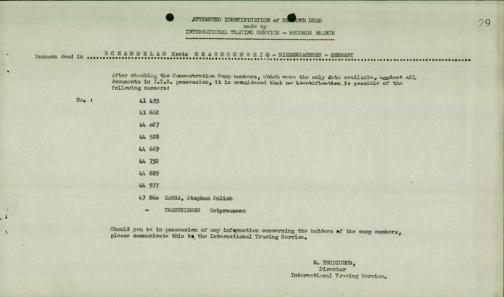 ATTEMPTED IDENTIFICATION of UNKNOWN DEAD
made by
INTERNATIONAL TRACING SERVICE - RECORDS BRANCH
29
Unknown dead in SCHANDELAH Kreis BRAUNSCHWEIG - NIEDERSACHSEN - GERMANY
After checking the Concentration Camp numbers, which were the only data available, against all
documents in I.T.S. possession, it is considered that no identification is possible of the
following numbers:
No. : 41 493
41 662
44 027
44 528
44 669
44 732
44 889
44 977
47 860 ZARGA, Stephan Polish
- Ostpreussen
Should you be in possession of any information concerning the holders of the camp numbers,
please communicate this to the International Tracing Service.
M. THUDICHUM,
Director
International Tracing Service.